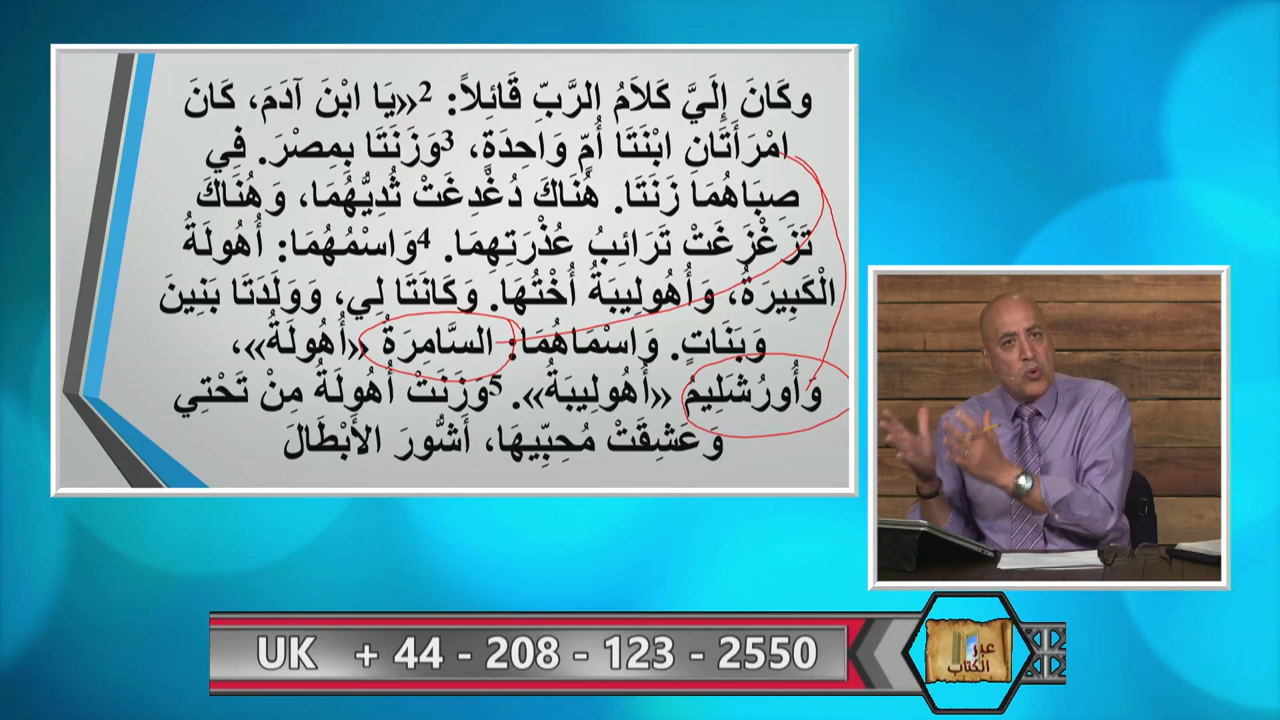 وكَانَ إِلَيَّ كَلاَمُ الرَّبِّ قَائِلاً: 2«يَا ابْنَ آدَمَ، كَانَ
امْرَأَتَانِ ابْنَتَا أُمٍّ وَاحِدَةٍ، 3وَزَنَتَا بِمِصْرَ. فِي
صِبَاهُمَا زَنَتَا. هُنَاكَ دُغْدِغَتْ ثُدِيُّهُمَا، وَهُنَاكَ
تَزَغْزَغَتْ تَرَائِبُ عُذْرَتِهِمَا. 4وَاسْمُهُمَا: أُهُولَةُ
الْكَبِيرَةُ، وَأُهُولِيبَةُ أُخْتُهَا. وَكَانَتَا لِي، وَوَلَدَتَا بَنِينَ
وَبَنَاتٍ. وَاسْمَاهُمَا: السَّامِرَةُ «أُهُولَةُ»،
وَأُورُشَلِيمُ «أُهُولِيبَةُ». 5وَزَنَتْ أُهُولَةُ مِنْ تَحْتِي
وَعَشِقَتْ مُحِبِّيهَا، أَشُّورَ الأَبْطَالَ
UK + 44 - 208 - 123 - 2550
عبر
الكتاب